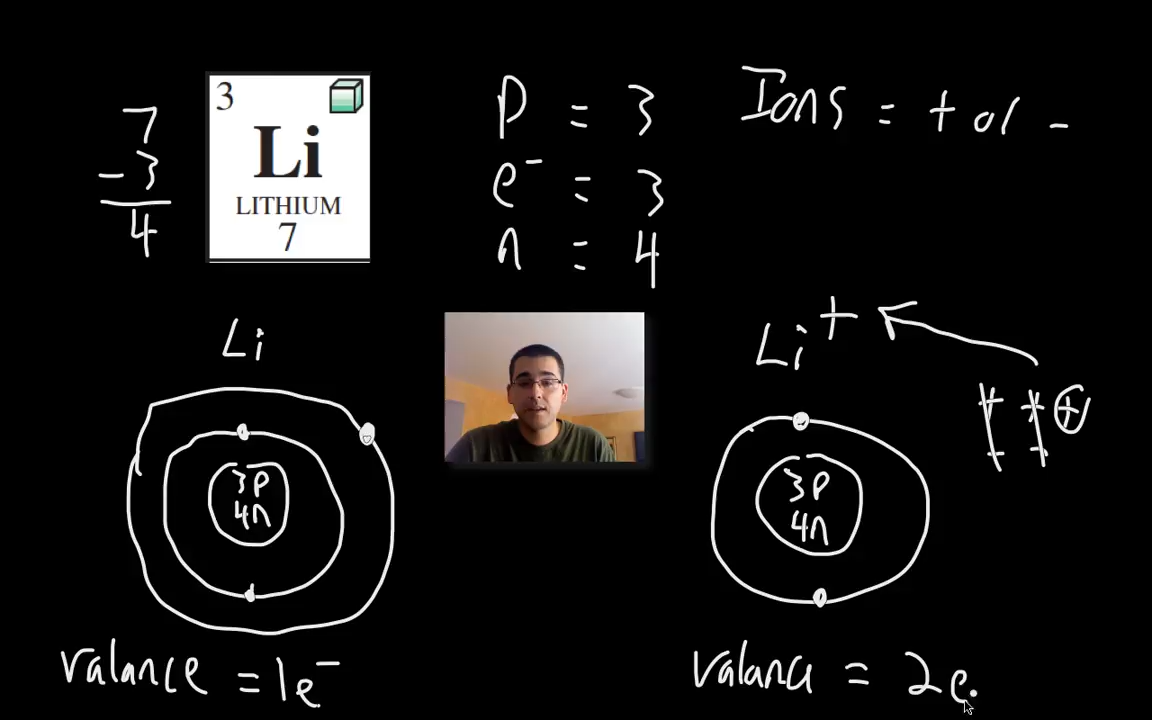 7
- 3
4
3
Li
LITHIUM
7
p = 3
e⁻ = 3
n = 4
Ions = + or -
Li
3p
4n
valance = 1e⁻
Li +
+ + +
- -
3p
4n
valance = 2e